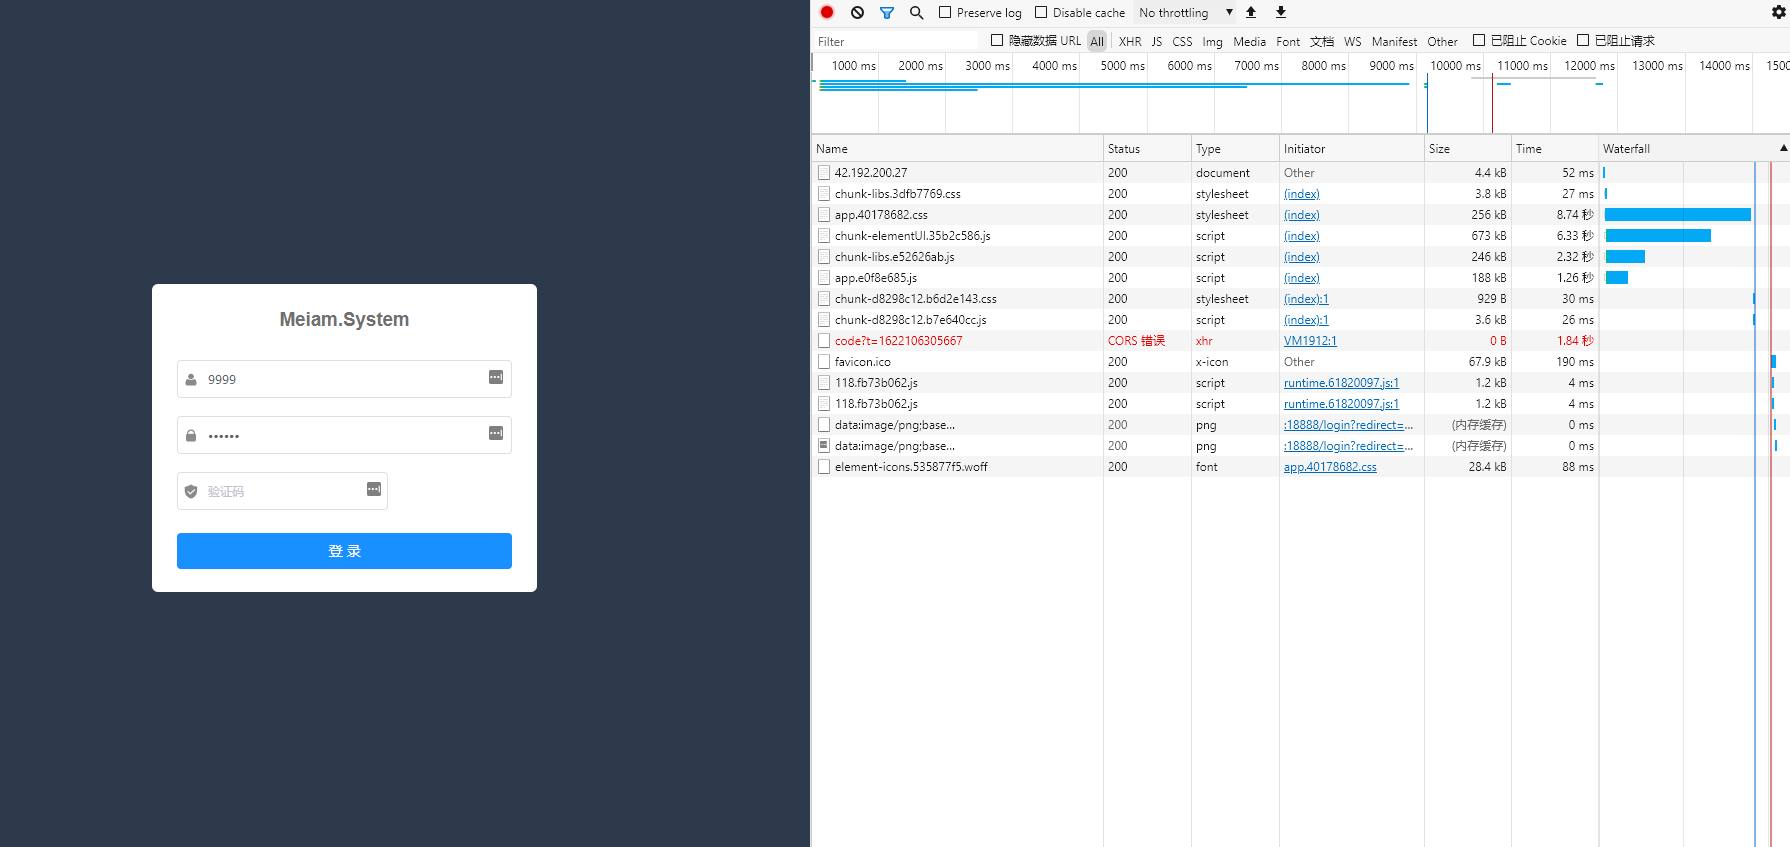 Meiam.System
9999
••••••
验证码
登 录
Preserve log Disable cache No throttling
Filter 隐藏数据 URL All XHR JS CSS Img Media Font 文档 WS Manifest Other 已阻止 Cookie 已阻止请求
1000 ms 2000 ms 3000 ms 4000 ms 5000 ms 6000 ms 7000 ms 8000 ms 9000 ms 10000 ms 11000 ms 12000 ms 13000 ms 14000 ms 1500
Name Status Type Initiator Size Time Waterfall
42.192.200.27 200 document Other 4.4 kB 52 ms
chunk-libs.3dfb7769.css 200 stylesheet (index) 3.8 kB 27 ms
app.40178682.css 200 stylesheet (index) 256 kB 8.74 秒
chunk-elementUI.35b2c586.js 200 script (index) 673 kB 6.33 秒
chunk-libs.e52626ab.js 200 script (index) 246 kB 2.32 秒
app.e0f8e685.js 200 script (index) 188 kB 1.26 秒
chunk-d8298c12.b6d2e143.css 200 stylesheet (index):1 929 B 30 ms
chunk-d8298c12.b7e640cc.js 200 script (index):1 3.6 kB 26 ms
code?t=1622106305667 CORS 错误 xhr VM1912:1 0 B 1.84 秒
favicon.ico 200 x-icon Other 67.9 kB 190 ms
118.fb73b062.js 200 script runtime.61820097.js:1 1.2 kB 4 ms
118.fb73b062.js 200 script runtime.61820097.js:1 1.2 kB 4 ms
data:image/png;base... 200 png :18888/login?redirect=... (内存缓存) 0 ms
data:image/png;base... 200 png :18888/login?redirect=... (内存缓存) 0 ms
element-icons.535877f5.woff 200 font app.40178682.css 28.4 kB 88 ms